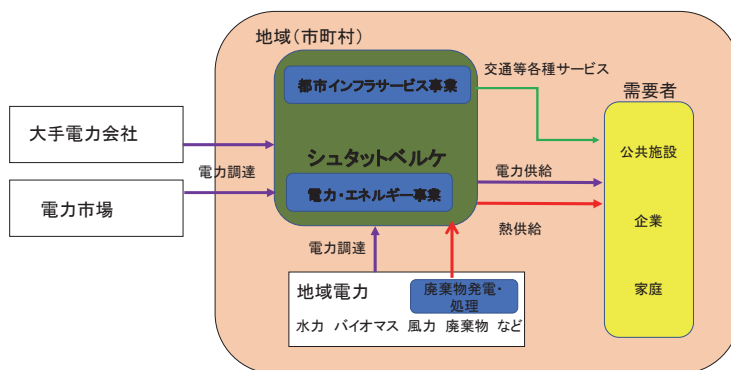 地域(市町村)
都市インフラサービス事業
交通等各種サービス
需要者
大手電力会社
シュタットベルケ
公共施設
電力調達
電力供給
電力市場
電力・エネルギー事業
企業
熱供給
電力調達
地域電力
廃棄物発電・
処理
家庭
水力 バイオマス 風力 廃棄物 など